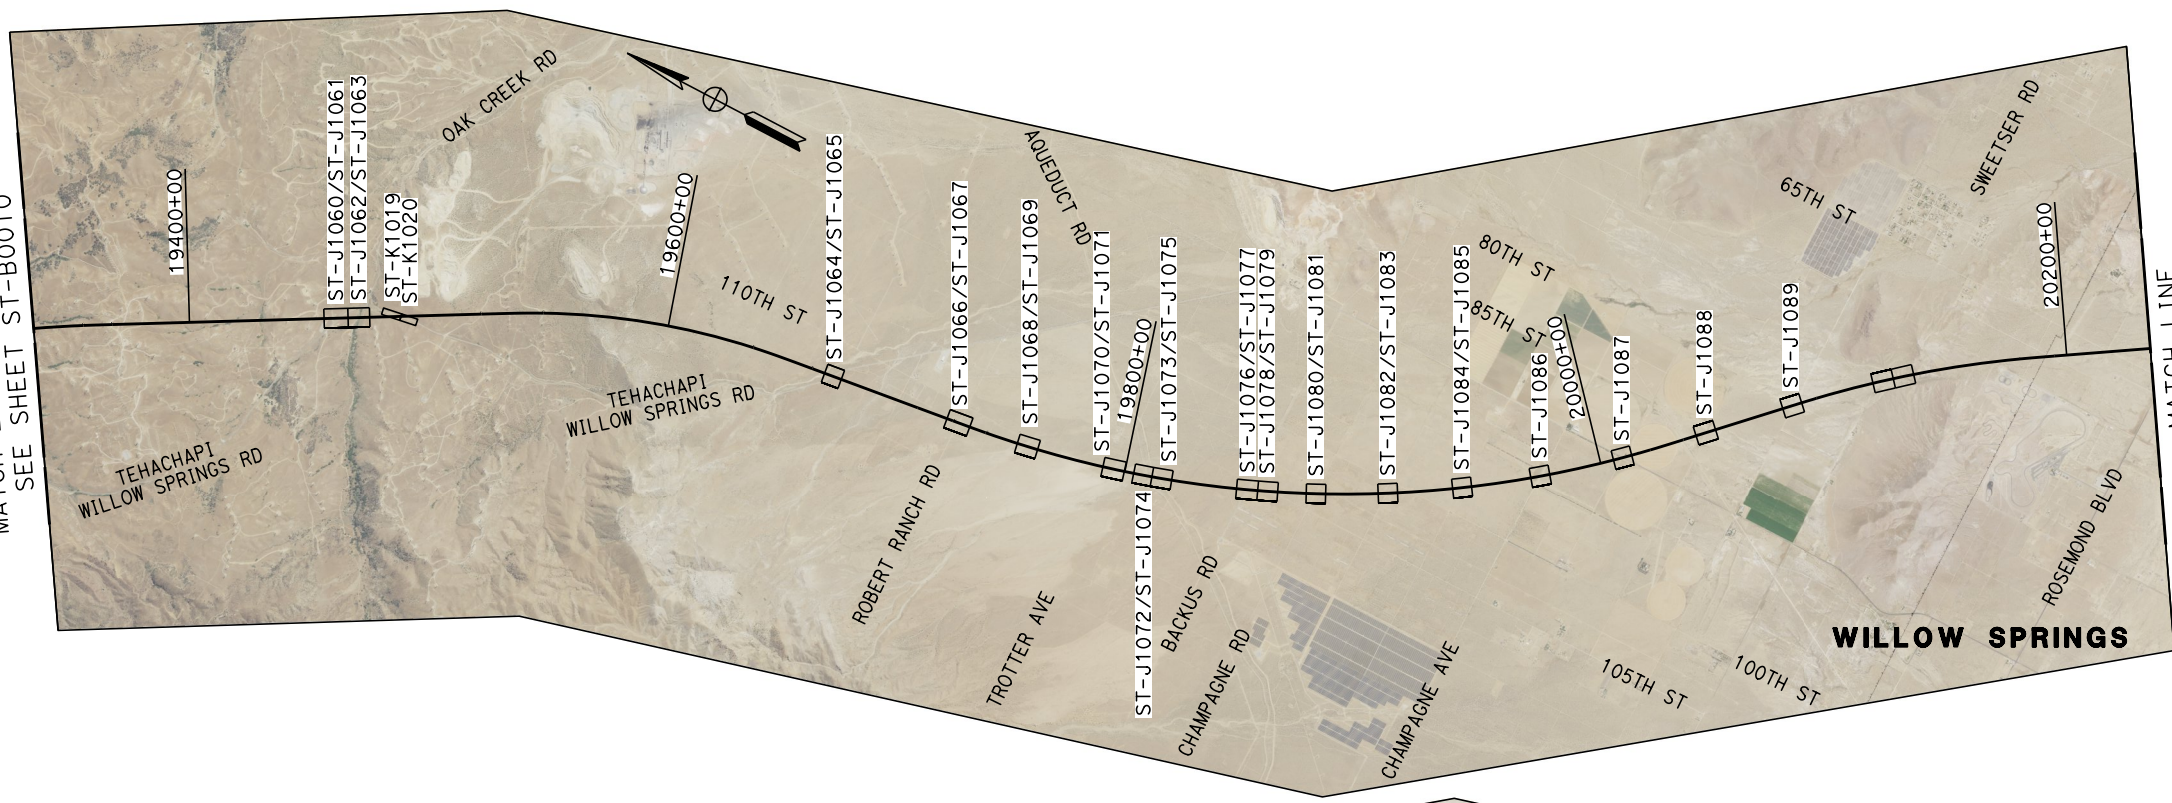 SEE SHEET ST-B001O
19400+00
ST-J1060/ST-J1061
ST-J1062/ST-J1063
ST-K1019
ST-K1020
OAK CREEK RD
19600+00
110TH ST
ST-J1064/ST-J1065
ST-J1066/ST-J1067
ST-J1068/ST-J1069
AQUEDUCT RD
ST-J1070/ST-J1071
19800+00
ST-J1073/ST-J1075
ST-J1076/ST-J1077
ST-J1078/ST-J1079
ST-J1080/ST-J1081
ST-J1082/ST-J1083
ST-J1084/ST-J1085
80TH ST
85TH ST
ST-J1086
20000+00
ST-J1087
ST-J1088
ST-J1089
65TH ST
SWEETSER RD
20200+00
MATCH LINE
TEHACHAPI
WILLOW SPRINGS RD
TEHACHAPI
WILLOW SPRINGS RD
ROBERT RANCH RD
TROTTER AVE
ST-J1072/ST-J1074
BACKUS RD
CHAMPAGNE RD
CHAMPAGNE AVE
105TH ST
100TH ST
ROSEMOND BLVD
WILLOW SPRINGS